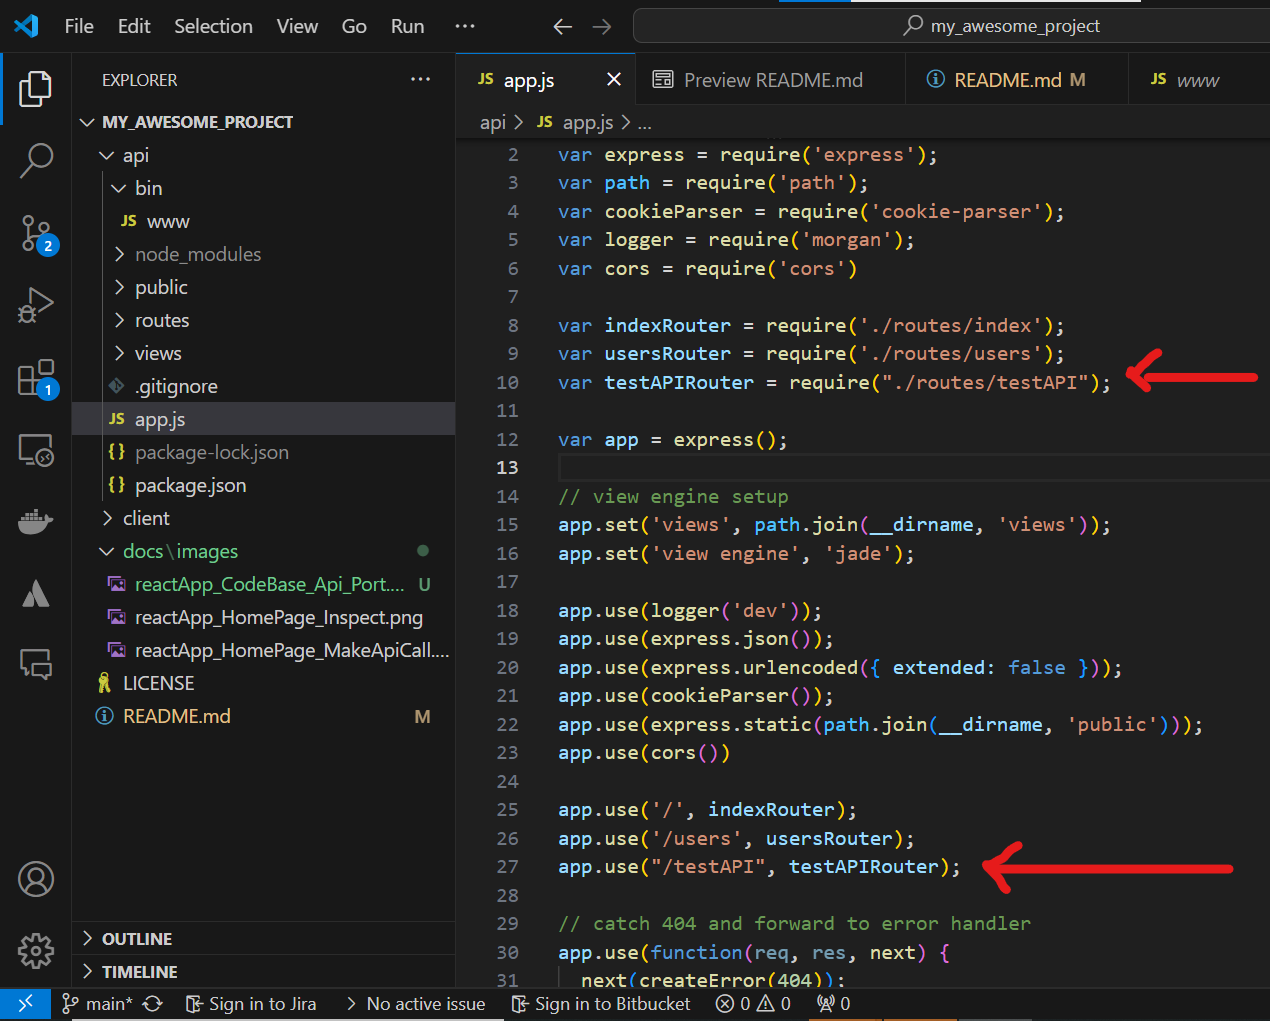 File Edit Selection View Go Run ··· my_awesome_project
EXPLORER ···
MY_AWESOME_PROJECT
api
bin
JS www
node_modules
public
routes
views
.gitignore
JS app.js
{} package-lock.json
{} package.json
client
docs\images
reactApp_CodeBase_Api_Port.... U
reactApp_HomePage_Inspect.png
reactApp_HomePage_MakeApiCall....
LICENSE
README.md M
OUTLINE
TIMELINE
2
1
JS app.js Preview README.md README.md M JS www
api > JS app.js > ...
2 var express = require('express');
3 var path = require('path');
4 var cookieParser = require('cookie-parser');
5 var logger = require('morgan');
6 var cors = require('cors')
7
8 var indexRouter = require('./routes/index');
9 var usersRouter = require('./routes/users');
10 var testAPIRouter = require("./routes/testAPI");
11
12 var app = express();
13
14 // view engine setup
15 app.set('views', path.join(__dirname, 'views'));
16 app.set('view engine', 'jade');
17
18 app.use(logger('dev'));
19 app.use(express.json());
20 app.use(express.urlencoded({ extended: false }));
21 app.use(cookieParser());
22 app.use(express.static(path.join(__dirname, 'public')));
23 app.use(cors())
24
25 app.use('/', indexRouter);
26 app.use('/users', usersRouter);
27 app.use("/testAPI", testAPIRouter);
28
29 // catch 404 and forward to error handler
30 app.use(function(req, res, next) {
31 next(createError(404));
main* Sign in to Jira > No active issue Sign in to Bitbucket 0 0 0